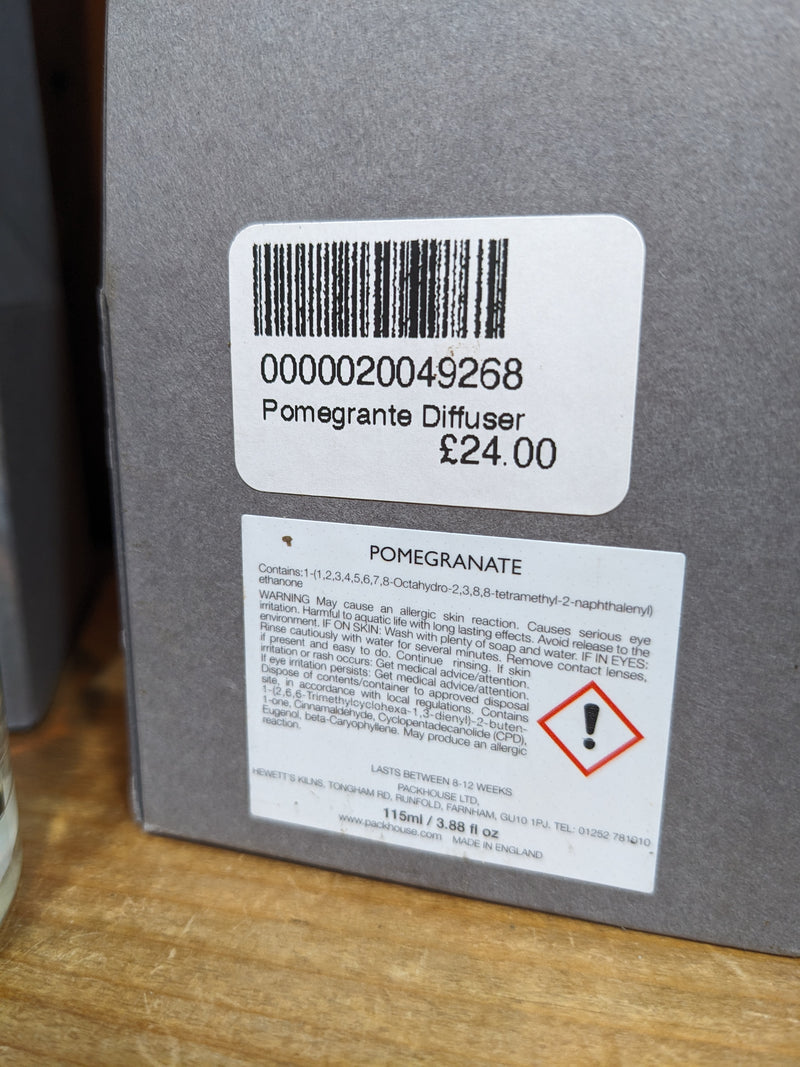 0000020049268
Pomegrante Diffuser
£24.00
POMEGRANATE
Contains:1-(1,2,3,4,5,6,7,8-Octahydro-2,3,8,8-tetramethyl-2-naphthalenyl)
ethanone
WARNING May cause an allergic skin reaction. Causes serious eye
irritation. Harmful to aquatic life with long lasting effects. Avoid release to the
environment. IF ON SKIN: Wash with plenty of soap and water. IF IN EYES:
Rinse cautiously with water for several minutes. Remove contact lenses,
if present and easy to do. Continue rinsing. If skin
irritation or rash occurs: Get medical advice/attention.
If eye irritation persists: Get medical advice/attention.
Dispose of contents/container to approved disposal
site, in accordance with local regulations. Contains
1-(2,6,6-Trimethylcyclohexa-1,3-dienyl)-2-buten-
1-one, Cinnamaldehyde, Cyclopentadecanolide (CPD),
Eugenol, beta-Caryophyllene. May produce an allergic
reaction.
LASTS BETWEEN 8-12 WEEKS
PACKHOUSE LTD,
HEWETT'S KILNS, TONGHAM RD, RUNFOLD, FARNHAM, GU10 1PJ. TEL: 01252 781010
115ml / 3.88 fl oz
www.packhouse.com MADE IN ENGLAND